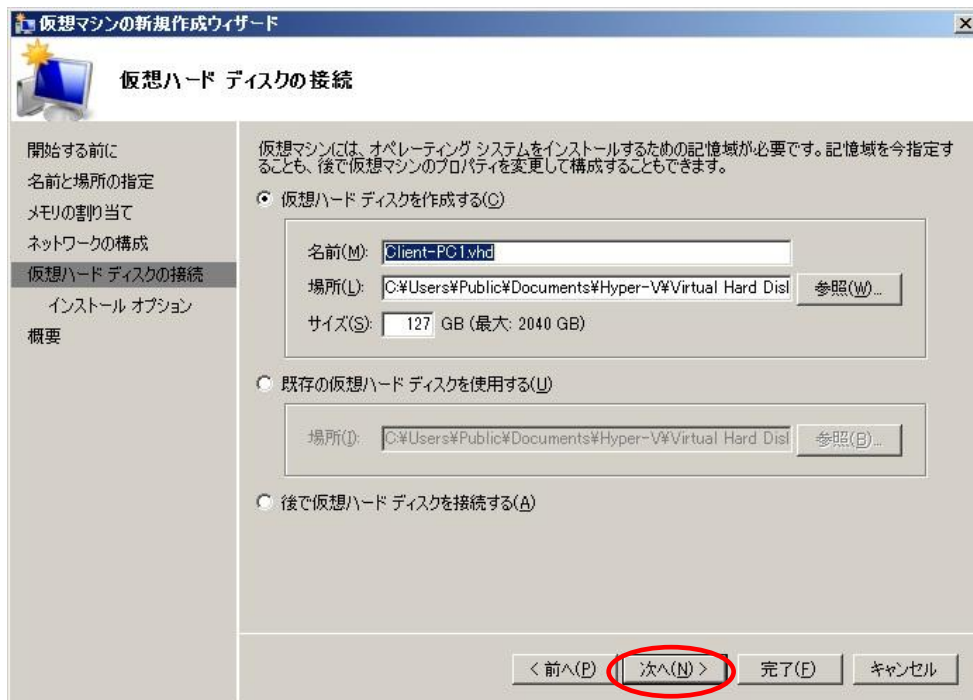 仮想マシンの新規作成ウィザード
仮想ハード ディスクの接続
開始する前に
名前と場所の指定
メモリの割り当て
ネットワークの構成
仮想ハード ディスクの接続
インストール オプション
概要
仮想マシンには、オペレーティング システムをインストールするための記憶域が必要です。記憶域を今指定す
ることも、後で仮想マシンのプロパティを変更して構成することもできます。
仮想ハード ディスクを作成する(C)
名前(M): Client-PC1.vhd
場所(L): C:¥Users¥Public¥Documents¥Hyper-V¥Virtual Hard Disl 参照(W)...
サイズ(S): 127 GB (最大: 2040 GB)
既存の仮想ハード ディスクを使用する(U)
場所(I): C:¥Users¥Public¥Documents¥Hyper-V¥Virtual Hard Disl 参照(B)...
後で仮想ハード ディスクを接続する(A)
< 前へ(P) 次へ(N) > 完了(F) キャンセル